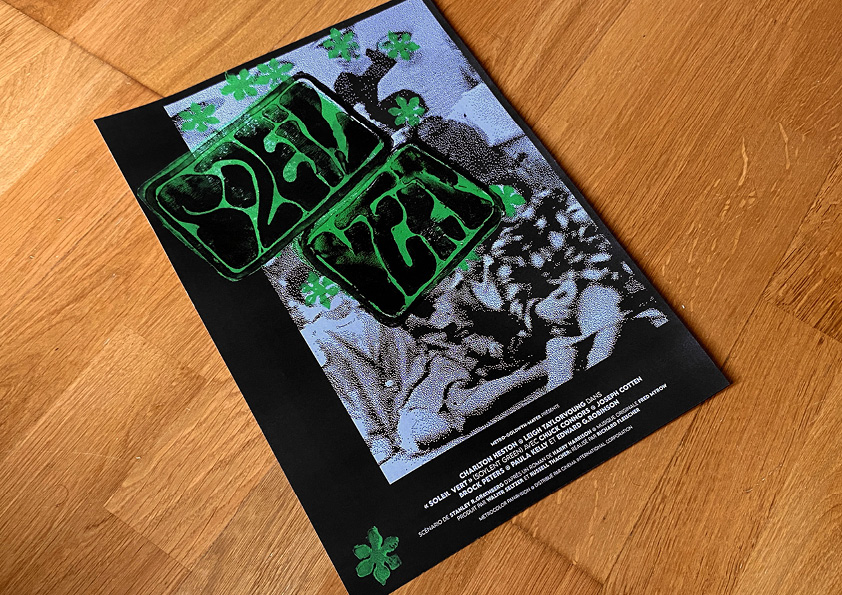 SOLEIL
VERT
METRO-GOLDWYN-MAYER PRÉSENTE
CHARLTON HESTON @ LEIGH TAYLORYOUNG DANS
« SOLEIL VERT » (SOYLENT GREEN) AVEC CHUCK CONNORS @ JOSEPH COTTEN
BROCK PETERS @ PAULA KELLY ET EDWARD G.ROBINSON
SCÉNARIO DE STANLEY R.GREENBERG D'APRÈS UN ROMAN DE HARRY HARRISON @ MUSIQUE ORIGINALE FRED MYROW
PRODUIT PAR WALTER SELTZER ET RUSSELL THACHER; RÉALISÉ PAR RICHARD FLEISCHER
METROCOLOR PANAVISION @ DISTRIBUÉ PAR CINEMA INTERNATIONAL CORPORATION